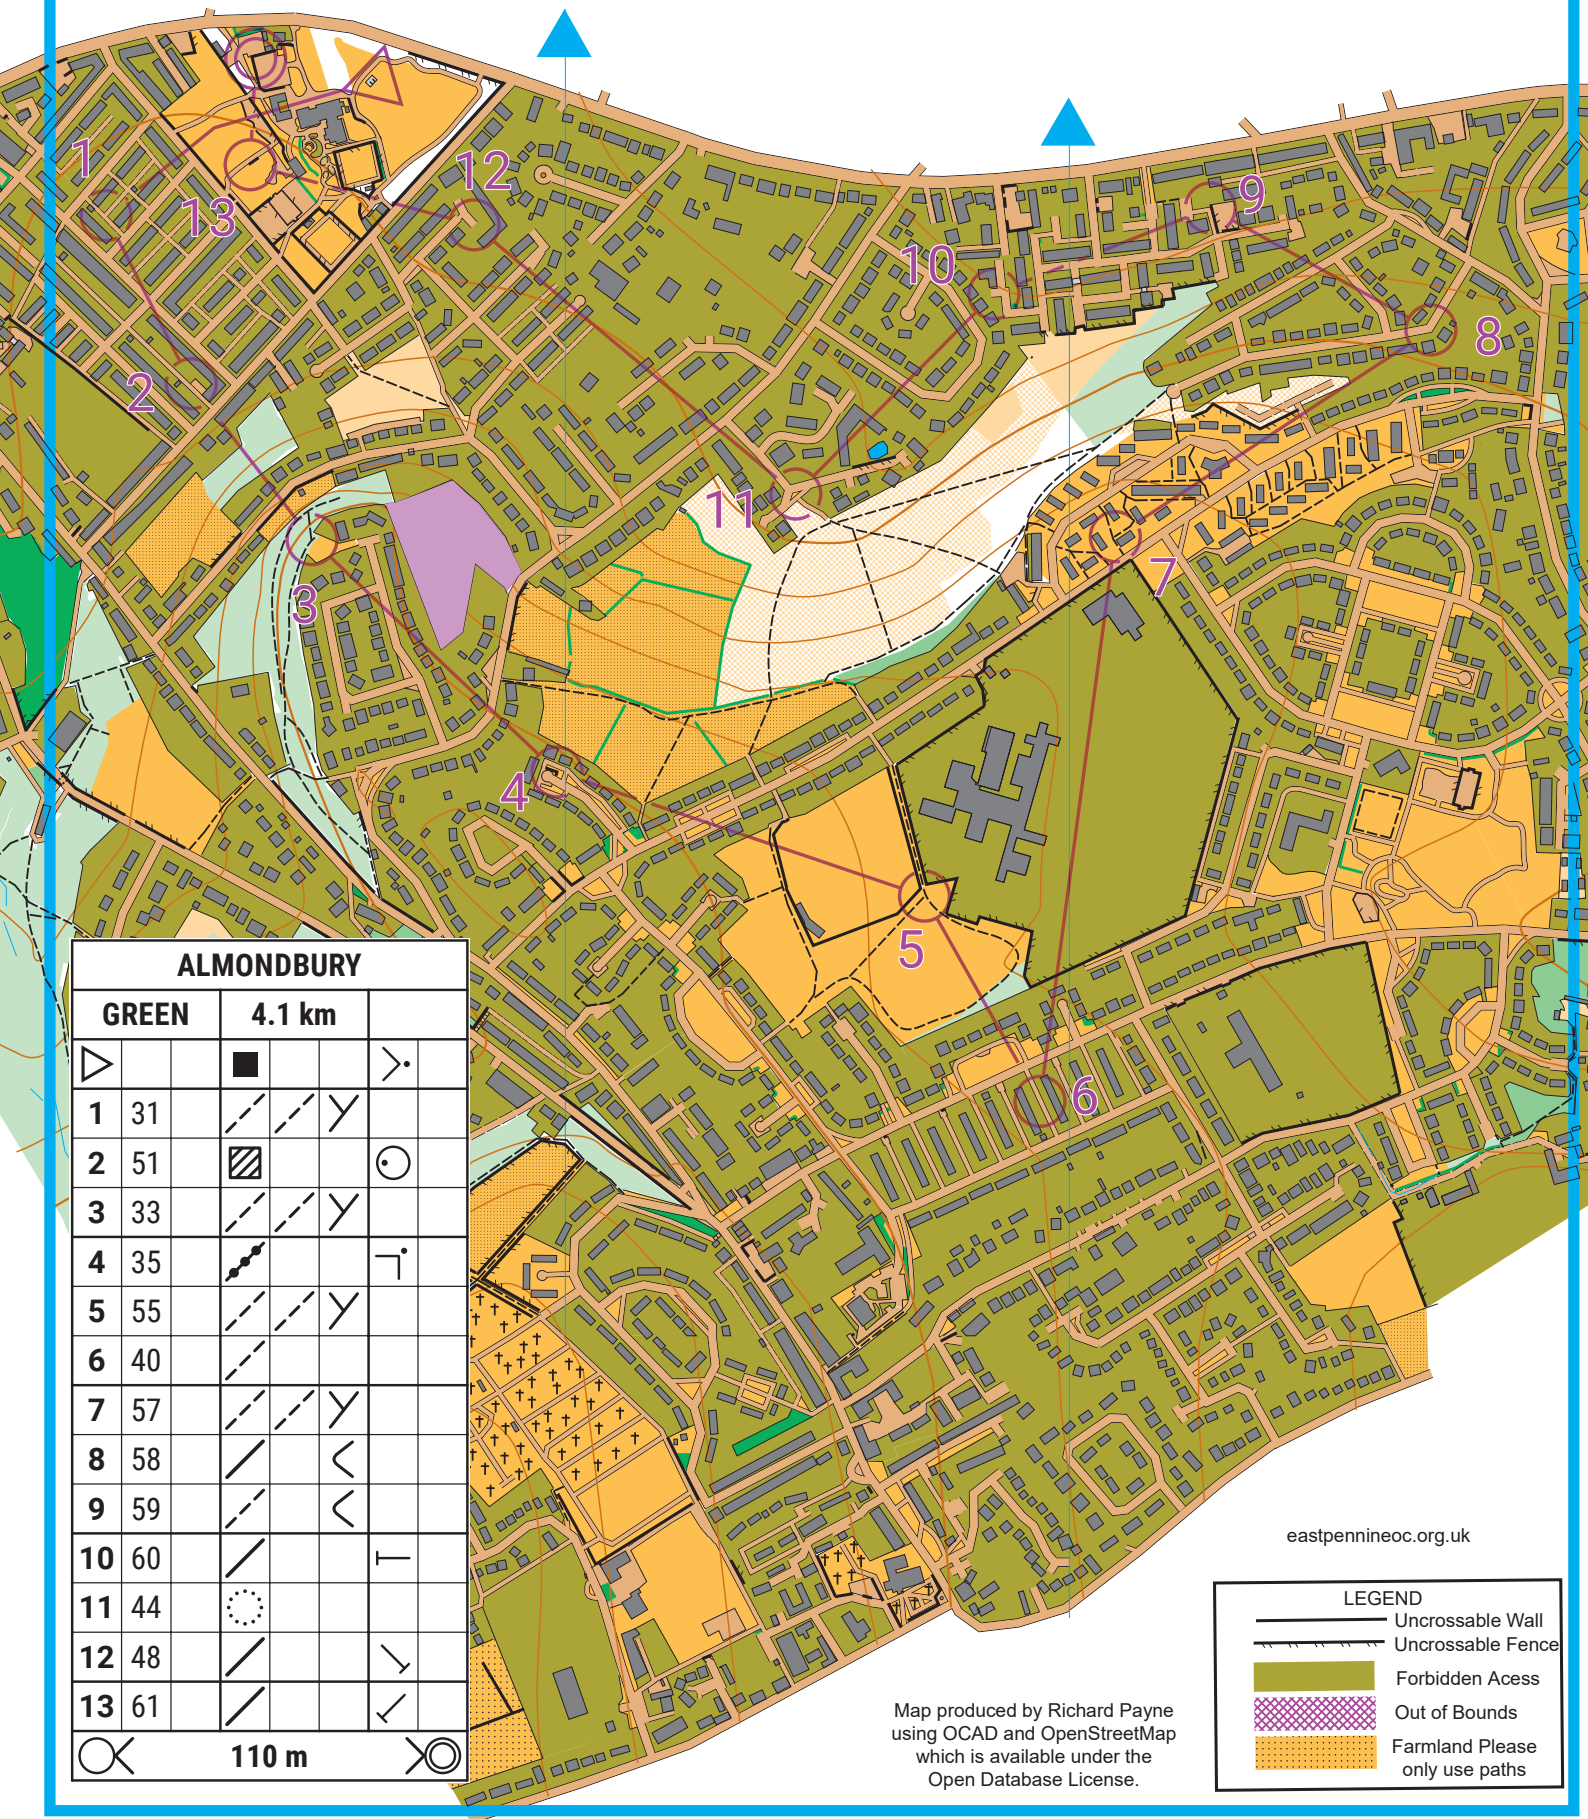 1
12
13
9
10
8
2
11
7
3
4
5
6
ALMONDBURY
GREEN 4.1 km
1 31
2 51
3 33
4 35
5 55
6 40
7 57
8 58
9 59
10 60
11 44
12 48
13 61
110 m
eastpennineoc.org.uk
LEGEND
Uncrossable Wall
Uncrossable Fence
Forbidden Acess
Out of Bounds
Farmland Please
only use paths
Map produced by Richard Payne
using OCAD and OpenStreetMap
which is available under the
Open Database License.